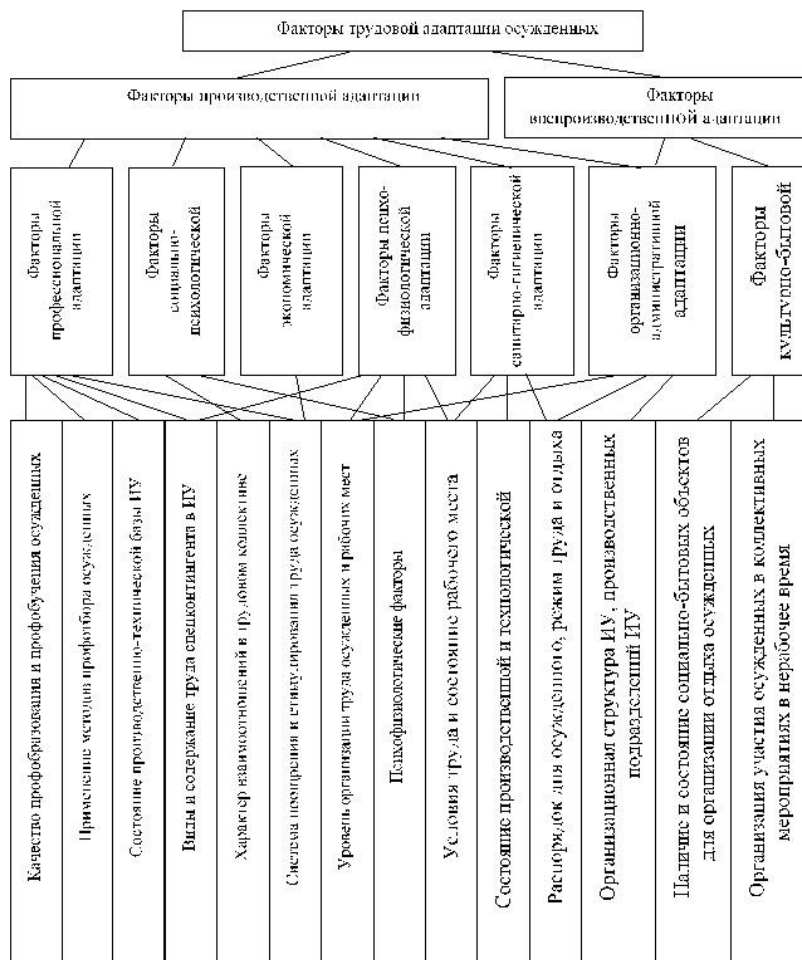 Факторы трудовой адаптации осужденных
Факторы производственной адаптации
Факторы
воспроизводственной адаптации
Факторы
профессиональной
адаптации
Факторы
социально-
психологической
Факторы
экономической
адаптации
Факторы психо-
физиологической
адаптации
Факторы
санитарно-гигиенической
адаптации
Факторы
организационно-
административной
адаптации
Факторы
культурно-бытовой
Качество профобразования и профобучения осужденных
Применение методов профотбора осужденных
Состояние производственно-технической базы ИУ
Виды и содержание труда спецконтингента в ИУ
Характер взаимоотношений в трудовом коллективе
Система поощрения и стимулирования труда осужденных
Уровень организации труда осужденных и рабочих мест
Психофизиологические факторы
Условия труда и состояние рабочего места
Состояние производственной и технологической
Распорядок дня осужденного, режим труда и отдыха
Организационная структура ИУ, производственных
подразделений ИУ
Наличие и состояние социально-бытовых объектов
для организации отдыха осужденных
Организация участия осужденных в коллективных
мероприятиях в нерабочее время